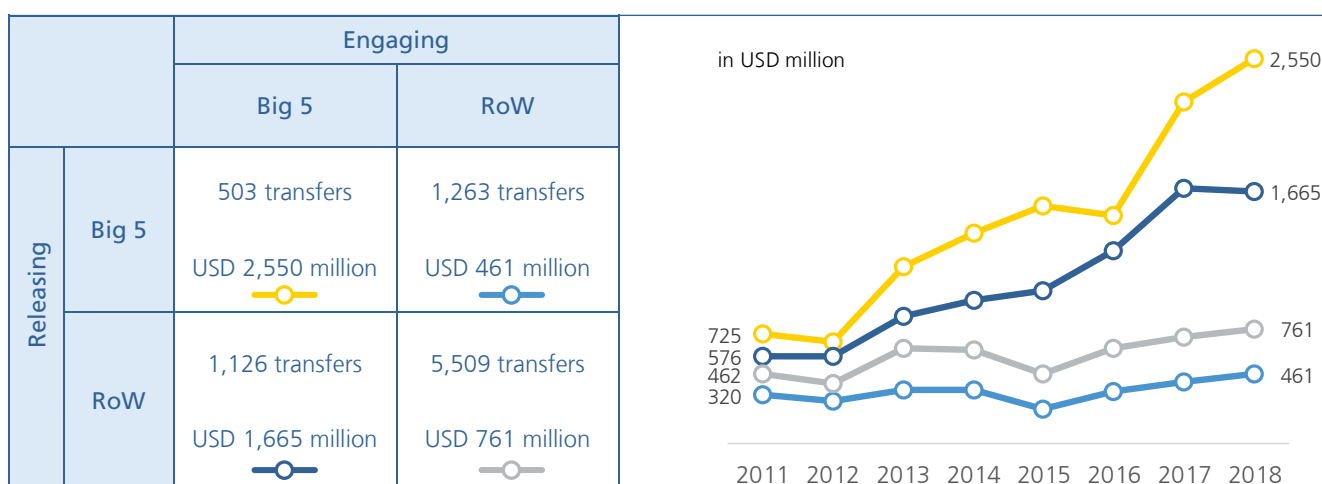 Engaging
Big 5
RoW
Releasing
Big 5
503 transfers
USD 2,550 million
1,263 transfers
USD 461 million
RoW
1,126 transfers
USD 1,665 million
5,509 transfers
USD 761 million
in USD million
2,550
1,665
761
461
725
576
462
320
2011 2012 2013 2014 2015 2016 2017 2018